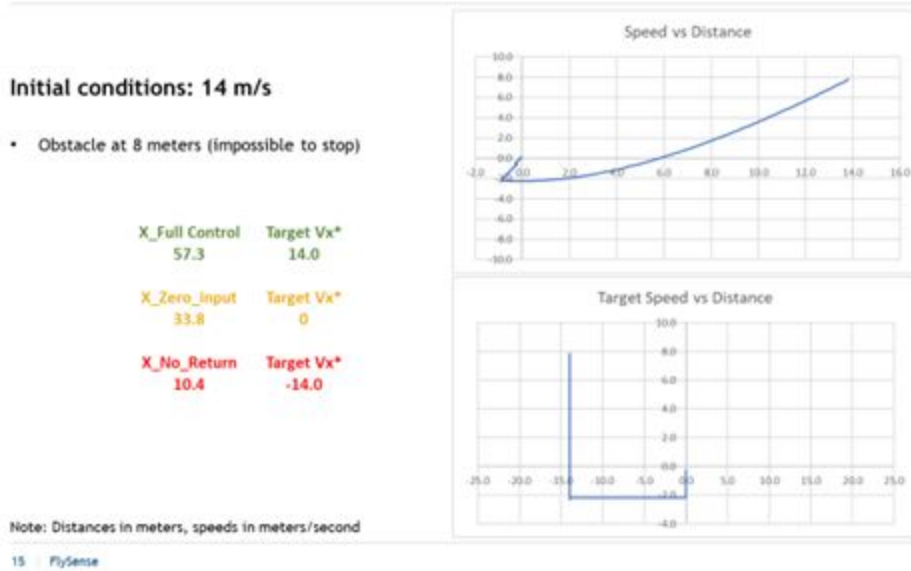 Initial conditions: 14 m/s
• Obstacle at 8 meters (impossible to stop)
X_Full Control Target Vx*
57.3 14.0
X_Zero_Input Target Vx*
33.8 0
X_No_Return Target Vx*
10.4 -14.0
Note: Distances in meters, speeds in meters/second
15 FlySense
Speed vs Distance
10.0
8.0
6.0
4.0
2.0
0.0
-2.0 0.0 2.0 4.0 6.0 8.0 10.0 12.0 14.0 16.0
-4.0
-6.0
-8.0
-10.0
Target Speed vs Distance
10.0
8.0
6.0
4.0
2.0
0.0
-25.0 -20.0 -15.0 -10.0 -5.0 0.0 5.0 10.0 15.0 20.0 25.0
-2.0
-4.0